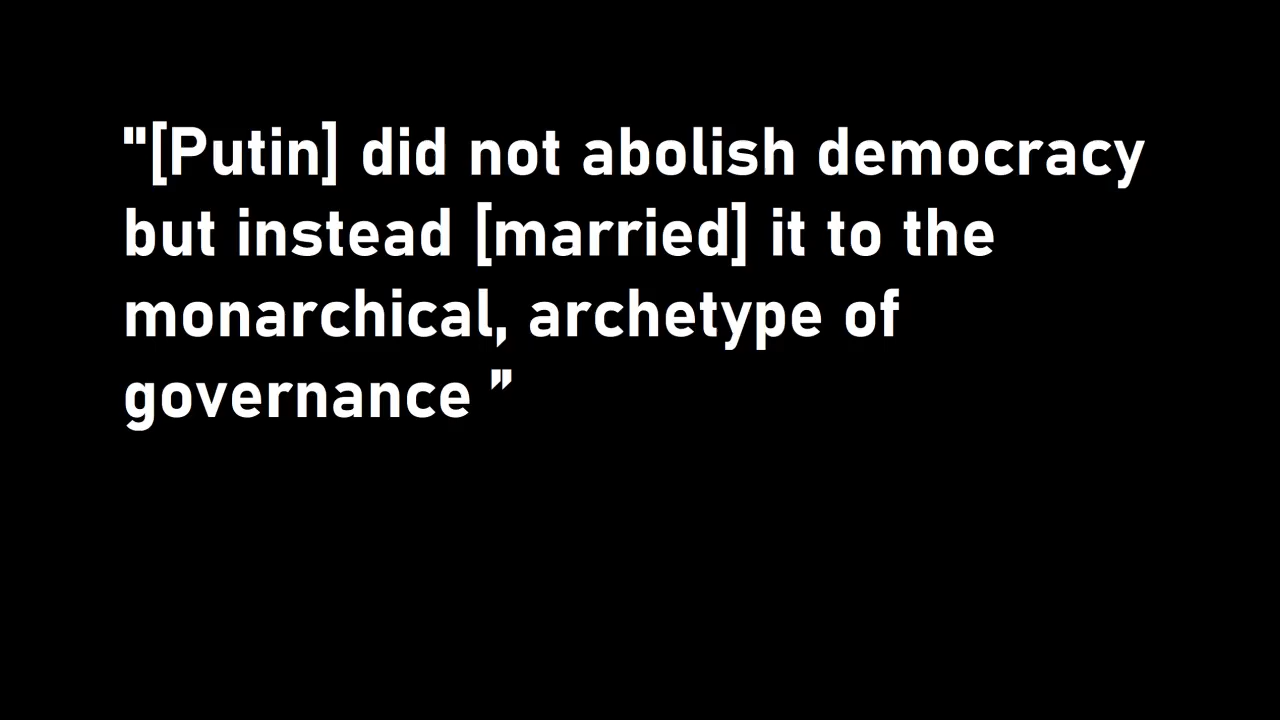 "[Putin] did not abolish democracy
but instead [married] it to the
monarchical, archetype of
governance ”